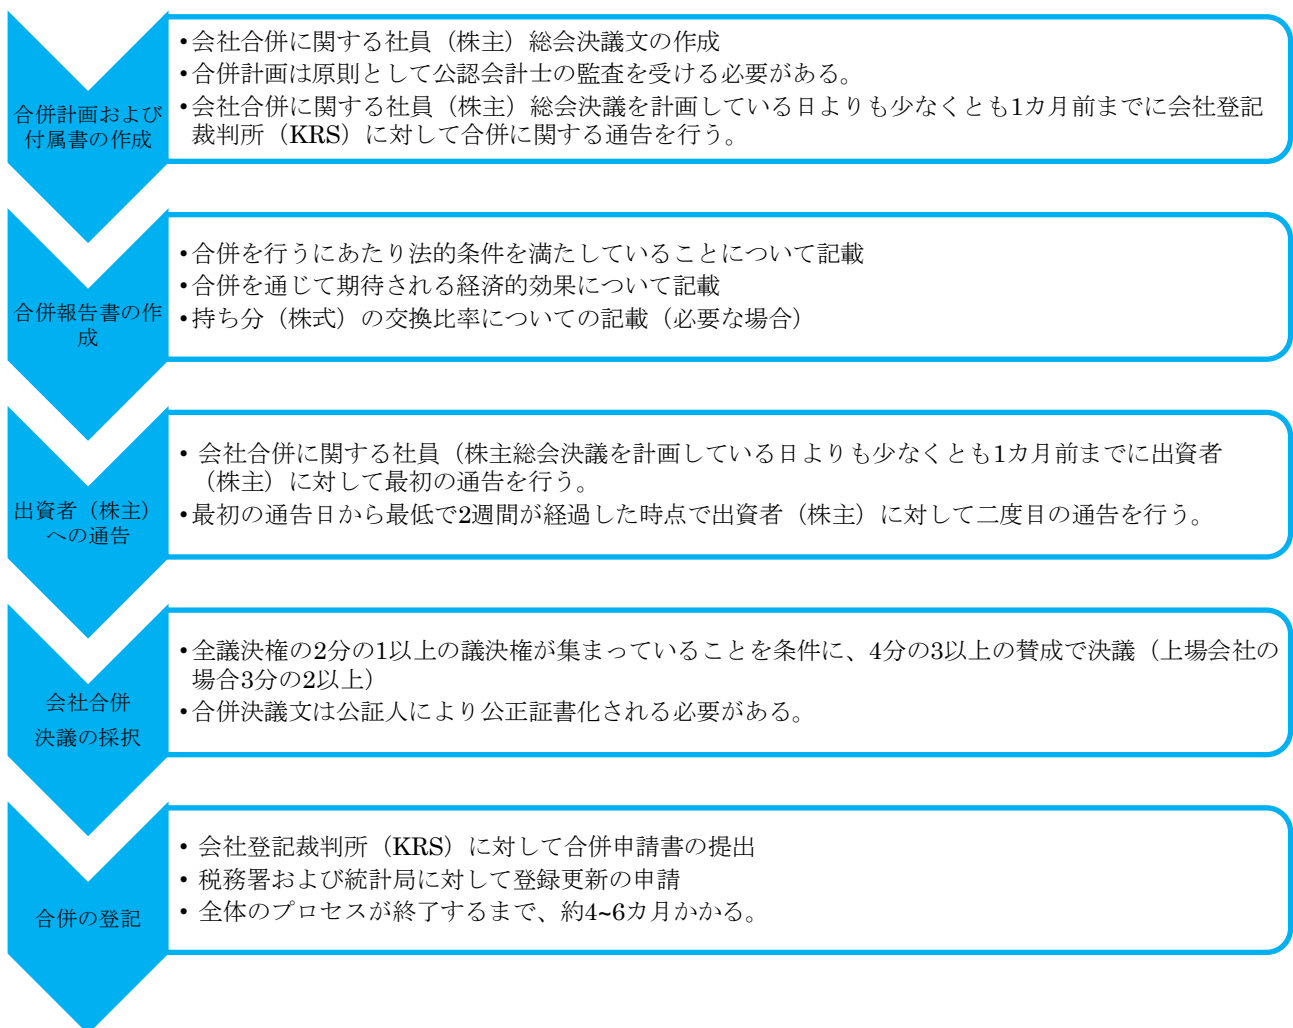 合併計画および
付属書の作成
•会社合併に関する社員（株主）総会決議文の作成
•合併計画は原則として公認会計士の監査を受ける必要がある。
•会社合併に関する社員（株主）総会決議を計画している日よりも少なくとも1カ月前までに会社登記
裁判所（KRS）に対して合併に関する通告を行う。
合併報告書の作
成
•合併を行うにあたり法的条件を満たしていることについて記載
•合併を通じて期待される経済的効果について記載
•持ち分（株式）の交換比率についての記載（必要な場合）
出資者（株主）
への通告
• 会社合併に関する社員（株主総会決議を計画している日よりも少なくとも1カ月前までに出資者
（株主）に対して最初の通告を行う。
•最初の通告日から最低で2週間が経過した時点で出資者（株主）に対して二度目の通告を行う。
会社合併
決議の採択
•全議決権の2分の1以上の議決権が集まっていることを条件に、4分の3以上の賛成で決議（上場会社の
場合3分の2以上）
•合併決議文は公証人により公正証書化される必要がある。
合併の登記
• 会社登記裁判所（KRS）に対して合併申請書の提出
• 税務署および統計局に対して登録更新の申請
• 全体のプロセスが終了するまで、約4~6カ月かかる。